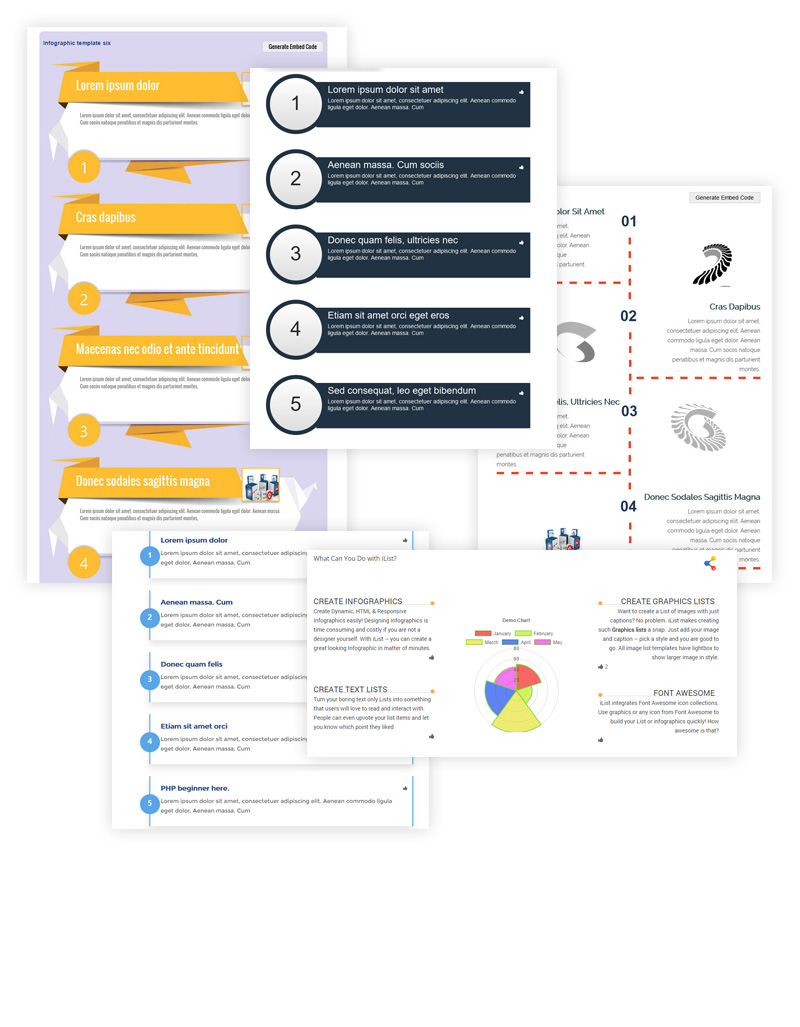 Infographic template six
Generate Embed Code
Lorem ipsum dolor
Lorem ipsum dolor sit amet, consectetuer adipiscing elit. Aenean commodo ligula eget dolo
Cum sociis natoque penatibus et magnis dis parturient montes.
1
Cras dapibus
Lorem ipsum dolor sit amet, consectetuer adipiscing elit. Aenean commodo ligula eget dolo
Cum sociis natoque penatibus et magnis dis parturient montes.
2
Maecenas nec odio et ante tincidunt
Lorem ipsum dolor sit amet, consectetuer adipiscing elit. Aenean commodo ligula eget dolo
Cum sociis natoque penatibus et magnis dis parturient montes.
3
Donec sodales sagittis magna
Lorem ipsum dolor sit amet, consectetuer adipiscing elit. Aenean commodo ligula eget dolor. Aenean massa.
Cum sociis natoque penatibus et magnis dis parturient montes.
4
1
Lorem ipsum dolor sit amet
Lorem ipsum dolor sit amet, consectetuer adipiscing elit. Aenean commodo
ligula eget dolor. Aenean massa. Cum
2
Aenean massa. Cum sociis
Lorem ipsum dolor sit amet, consectetuer adipiscing elit. Aenean commodo
ligula eget dolor. Aenean massa. Cum
3
Donec quam felis, ultricies nec
Lorem ipsum dolor sit amet, consectetuer adipiscing elit. Aenean commodo
ligula eget dolor. Aenean massa. Cum
4
Etiam sit amet orci eget eros
Lorem ipsum dolor sit amet, consectetuer adipiscing elit. Aenean commodo
ligula eget dolor. Aenean massa. Cum
5
Sed consequat, leo eget bibendum
Lorem ipsum dolor sit amet, consectetuer adipiscing elit. Aenean commodo
ligula eget dolor. Aenean massa. Cum
Generate Embed Code
olor Sit Amet
01
amet,
elit. Aenean
dolor. Aenean
que
parturient
02
Cras Dapibus
Lorem ipsum dolor sit amet,
consectetuer adipiscing elit. Aenean
commodo ligula eget dolor. Aenean
massa. Cum sociis natoque
penatibus et magnis dis parturient
montes.
elis, Ultricies Nec
03
amet,
elit. Aenean
dolor. Aenean
que
penatibus et magnis dis parturient
montes.
04
Donec Sodales Sagittis Magna
Lorem ipsum dolor sit amet,
consectetuer adipiscing elit. Aenean
commodo ligula eget dolor. Aenean
massa. Cum sociis natoque
penatibus et magnis dis parturient
Lorem ipsum dolor
1
Lorem ipsum dolor sit amet, consectetuer adipiscing
eget dolor. Aenean massa. Cum
Aenean massa. Cum
2
Lorem ipsum dolor sit amet, consectetuer adipiscing
eget dolor. Aenean massa. Cum
Donec quam felis
3
Lorem ipsum dolor sit amet, consectetuer adipiscing
eget dolor. Aenean massa. Cum
Etiam sit amet orci
4
Lorem ipsum dolor sit amet, consectetuer adipiscing
eget dolor. Aenean massa. Cum
PHP beginner here.
5
Lorem ipsum dolor sit amet, consectetuer adipiscing elit. Aenean commodo ligula
eget dolor. Aenean massa. Cum
What Can You Do with iList?
CREATE INFOGRAPHICS
Create Dynamic, HTML & Responsive
Infographics easily! Designing Infographics is
time consuming and costly if you are not a
designer yourself. With iList – you can create a
great looking Infographic in matter of minutes.
CREATE TEXT LISTS
Turn your boring text only Lists into something
that users will love to read and interact with.
People can even upvote your list items and let
you know which point they liked
Demo Chart
January
February
March
April
May
80
60
40
20
CREATE GRAPHICS LISTS
Want to create a List of images with just
captions? No problem. iList makes creating
such Graphics lists a snap. Just add your image
and caption – pick a style and you are good to
go. All image list templates have lightbox to
show larger image in style.
2
FONT AWESOME
iList integrates Font Awesome icon collections.
Use graphics or any icon from Font Awesome to
build your List or infographics quickly! How
awesome is that?